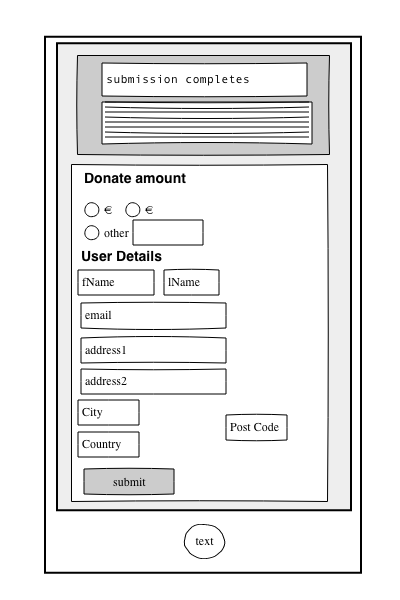 submission completes
Donate amount
€ €
other
User Details
fName lName
email
address1
address2
City
Post Code
Country
submit
text